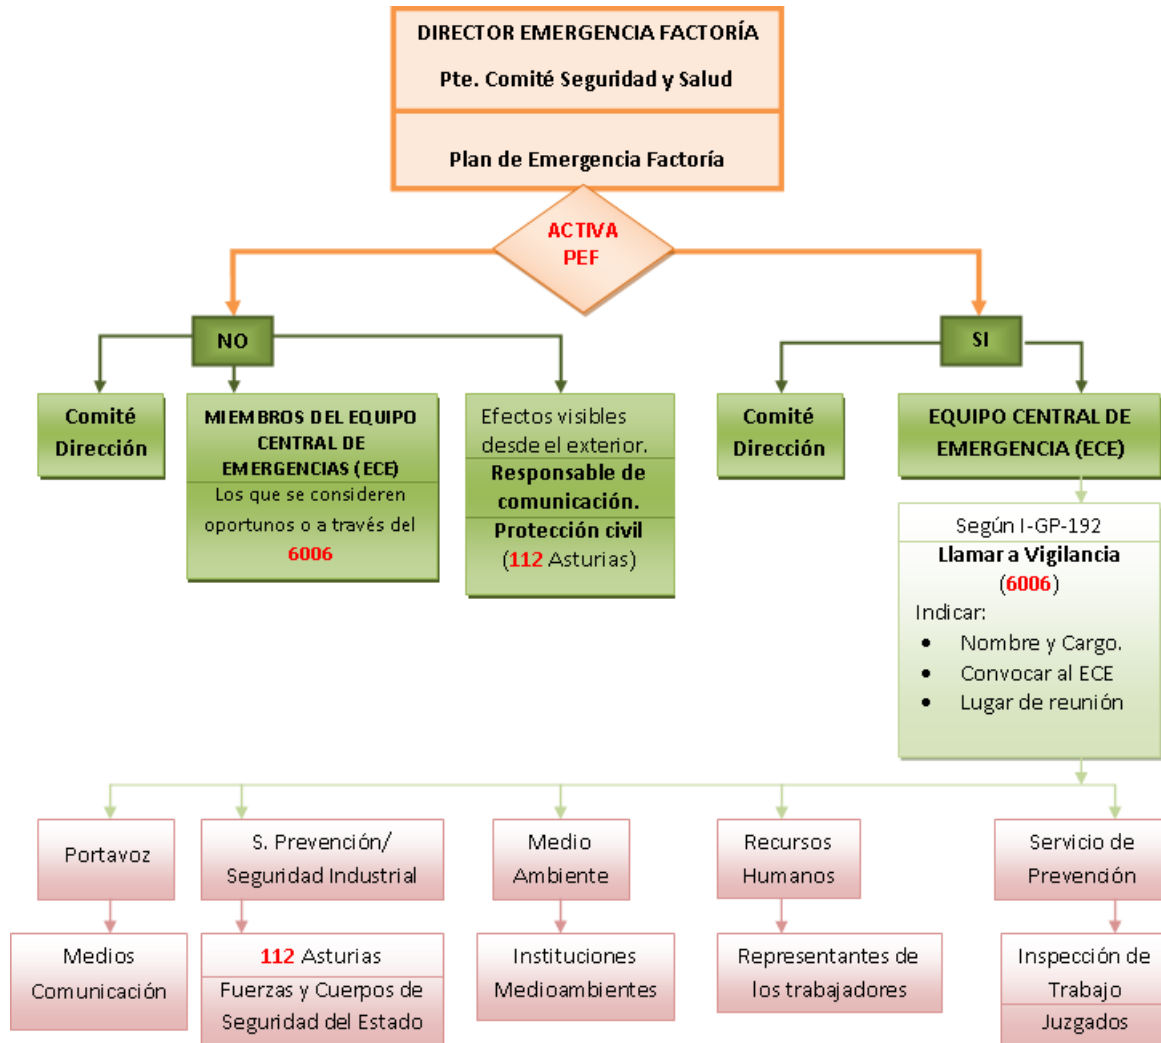 DIRECTOR EMERGENCIA FACTORÍA
Pte. Comité Seguridad y Salud
Plan de Emergencia Factoría
ACTIVA
PEF
NO
SI
Comité
Dirección
MIEMBROS DEL EQUIPO
CENTRAL DE
EMERGENCIAS (ECE)
Los que se consideren
oportunos o a través del
6006
Efectos visibles
desde el exterior.
Responsable de
comunicación.
Protección civil
(112 Asturias)
Comité
Dirección
EQUIPO CENTRAL DE
EMERGENCIA (ECE)
Según I-GP-192
Llamar a Vigilancia
(6006)
Indicar:
• Nombre y Cargo.
• Convocar al ECE
• Lugar de reunión
Portavoz
S. Prevención/
Seguridad Industrial
Medio
Ambiente
Recursos
Humanos
Servicio de
Prevención
Medios
Comunicación
112 Asturias
Fuerzas y Cuerpos de
Seguridad del Estado
Instituciones
Medioambientes
Representantes de
los trabajadores
Inspección de
Trabajo
Juzgados